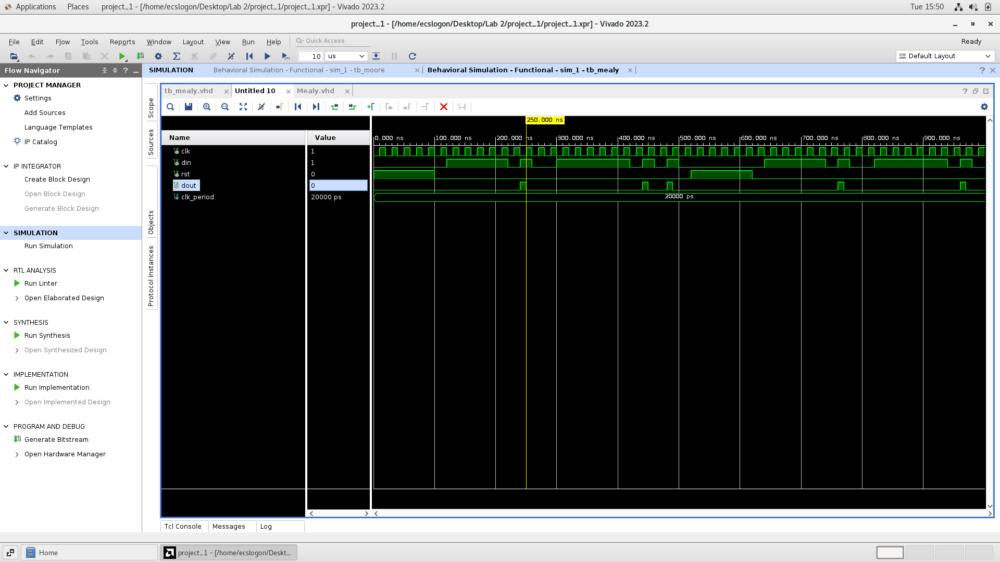 Applications Places project_1 - [/home/ecslogon/Desktop/Lab 2/project_1/project_1.xpr] - Vivado 2023.2 Tue 15:50
project_1 - [/home/ecslogon/Desktop/Lab 2/project_1/project_1.xpr] - Vivado 2023.2
File Edit Flow Tools Reports Window Layout View Run Help Quick Access Ready
10 us Default Layout
Flow Navigator
SIMULATION Behavioral Simulation - Functional - sim_1 - tb_moore Behavioral Simulation - Functional - sim_1 - tb_mealy
PROJECT MANAGER
Settings
Add Sources
Language Templates
IP Catalog
IP INTEGRATOR
Create Block Design
Open Block Design
Generate Block Design
SIMULATION
Run Simulation
RTL ANALYSIS
Run Linter
Open Elaborated Design
SYNTHESIS
Run Synthesis
Open Synthesized Design
IMPLEMENTATION
Run Implementation
Open Implemented Design
PROGRAM AND DEBUG
Generate Bitstream
Open Hardware Manager
Scope
Sources
Objects
Protocol Instances
tb_mealy.vhd Untitled 10 Mealy.vhd
250.000 ns
Name Value 0.000 ns 100.000 ns 200.000 ns 300.000 ns 400.000 ns 500.000 ns 600.000 ns 700.000 ns 800.000 ns 900.000 ns
clk 1
din 1
rst 0
dout 0
clk_period 20000 ps 20000 ps
Tcl Console Messages Log
Home project_1 - [/home/ecslogon/Deskt...